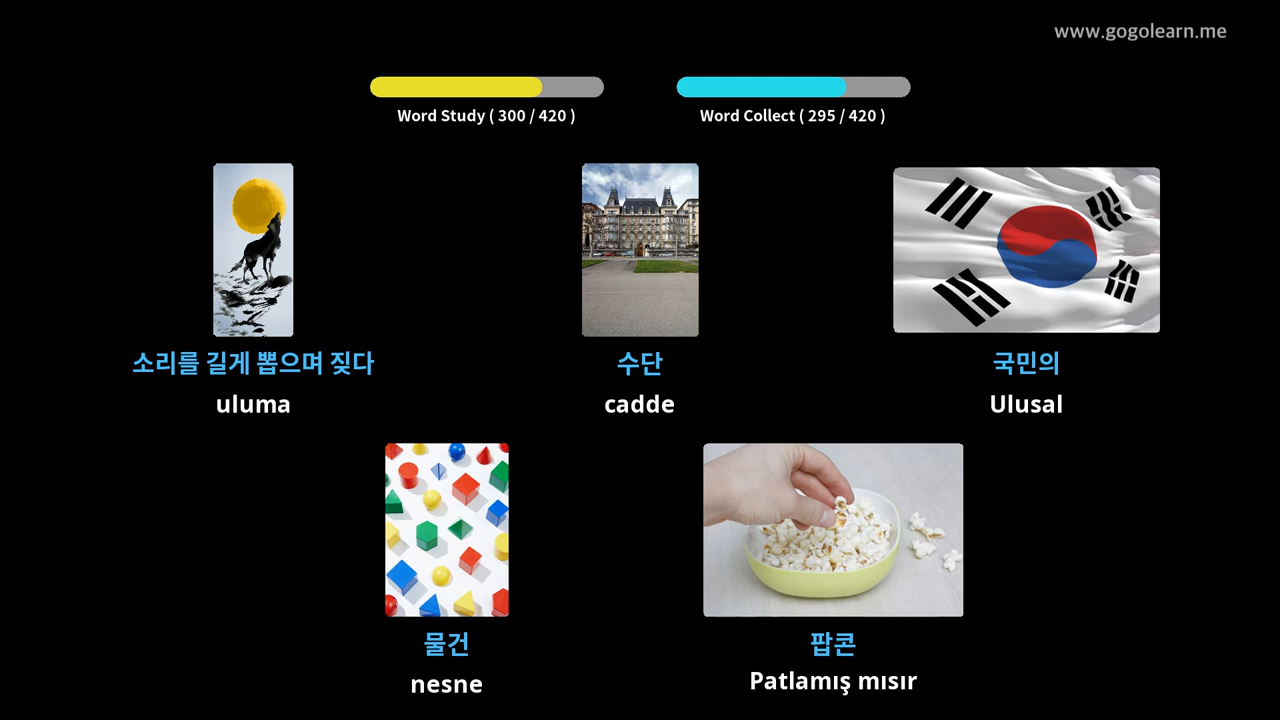 www.gogolearn.me
Word Study ( 300 / 420 )
Word Collect ( 295 / 420 )
소리를 길게 뽑으며 짖다
uluma
수단
cadde
국민의
Ulusal
물건
nesne
팝콘
Patlamış mısır